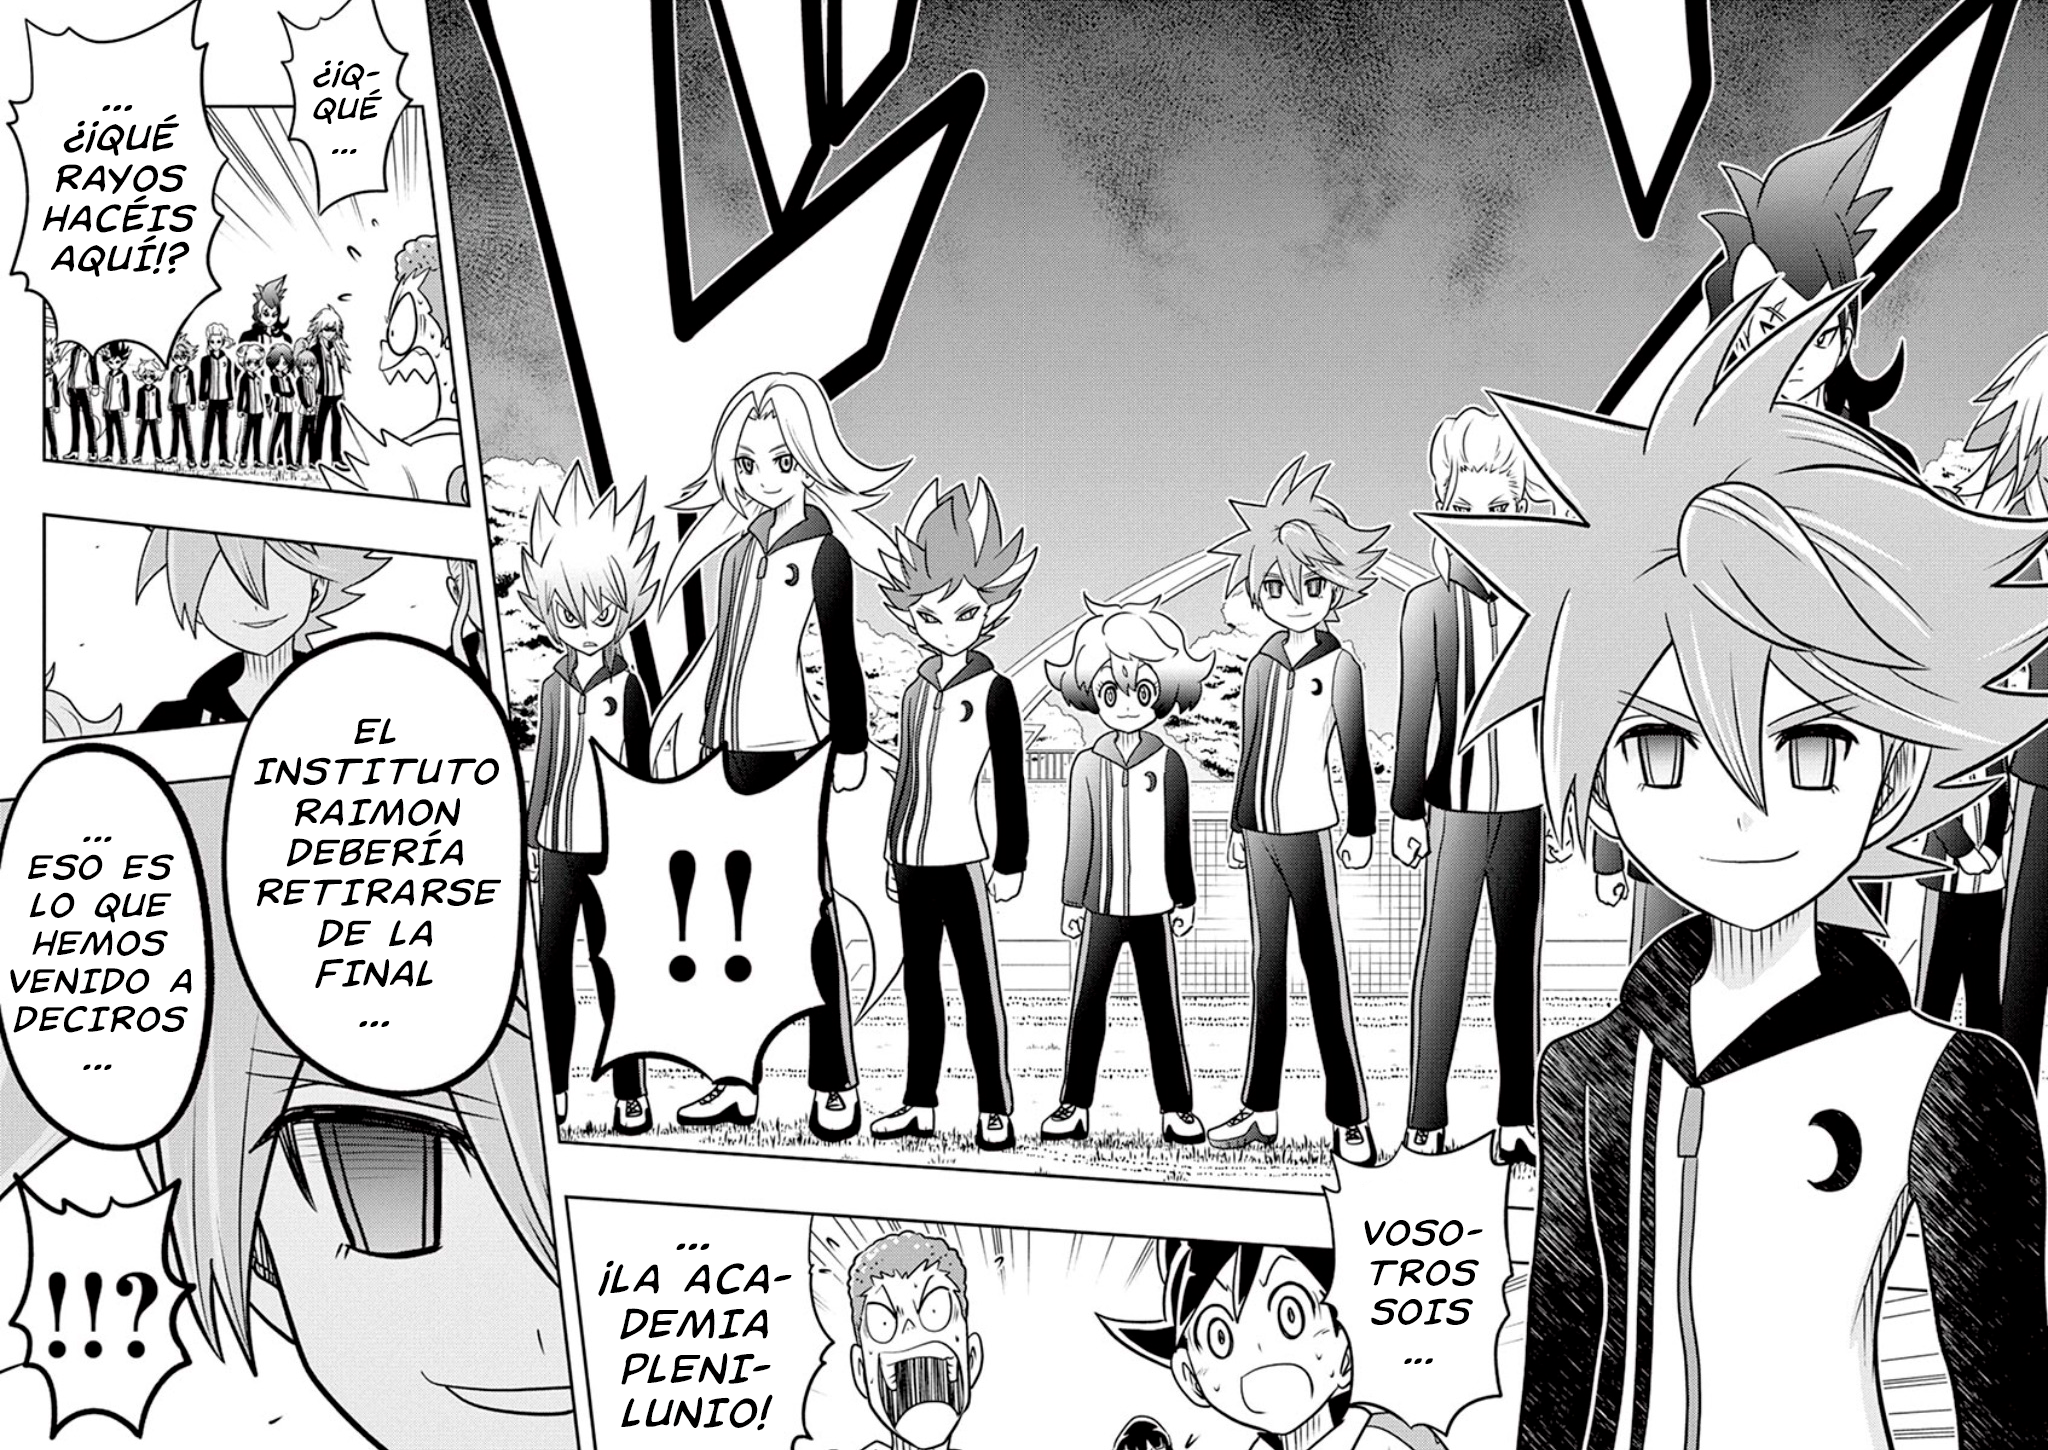 VOSO-
TROS
SOIS
...
...
¡LA ACA-
DEMIA
PLENI-
LUNIO!
¿¡Q-
QUÉ
...
...
¿¡QUÉ
RAYOS
HACÉIS
AQUÍ!?
EL
INSTITUTO
RAIMON
DEBERÍA
RETIRARSE
DE LA
FINAL
...
...
ESO ES
LO QUE
HEMOS
VENIDO A
DECIROS
...
!!
!!?